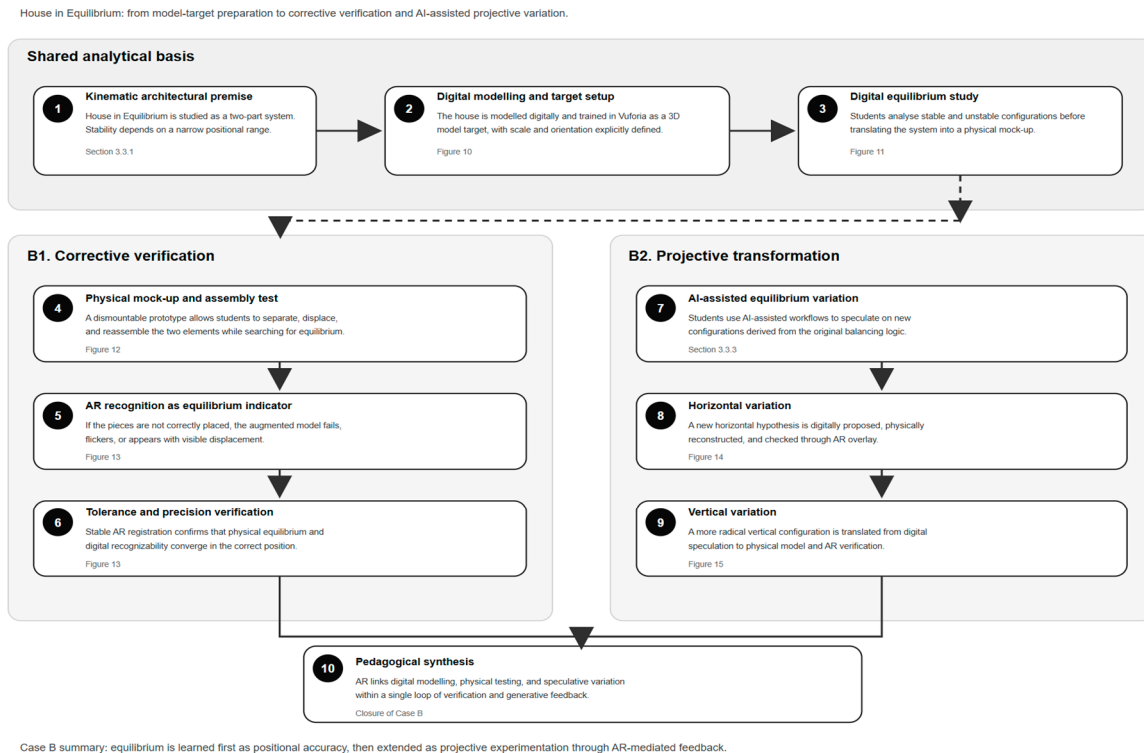 House in Equilibrium: from model-target preparation to corrective verification and AI-assisted projective variation.
Shared analytical basis
1
Kinematic architectural premise
House in Equilibrium is studied as a two-part system.
Stability depends on a narrow positional range.
Section 3.3.1
2
Digital modelling and target setup
The house is modelled digitally and trained in Vuforia as a 3D
model target, with scale and orientation explicitly defined.
Figure 10
3
Digital equilibrium study
Students analyse stable and unstable configurations before
translating the system into a physical mock-up.
Figure 11
B1. Corrective verification
4
Physical mock-up and assembly test
A dismountable prototype allows students to separate, displace,
and reassemble the two elements while searching for equilibrium.
Figure 12
5
AR recognition as equilibrium indicator
If the pieces are not correctly placed, the augmented model fails,
flickers, or appears with visible displacement.
Figure 13
6
Tolerance and precision verification
Stable AR registration confirms that physical equilibrium and
digital recognizability converge in the correct position.
Figure 13
B2. Projective transformation
7
AI-assisted equilibrium variation
Students use AI-assisted workflows to speculate on new
configurations derived from the original balancing logic.
Section 3.3.3
8
Horizontal variation
A new horizontal hypothesis is digitally proposed, physically
reconstructed, and checked through AR overlay.
Figure 14
9
Vertical variation
A more radical vertical configuration is translated from digital
speculation to physical model and AR verification.
Figure 15
10
Pedagogical synthesis
AR links digital modelling, physical testing, and speculative variation
within a single loop of verification and generative feedback.
Closure of Case B
Case B summary: equilibrium is learned first as positional accuracy, then extended as projective experimentation through AR-mediated feedback.